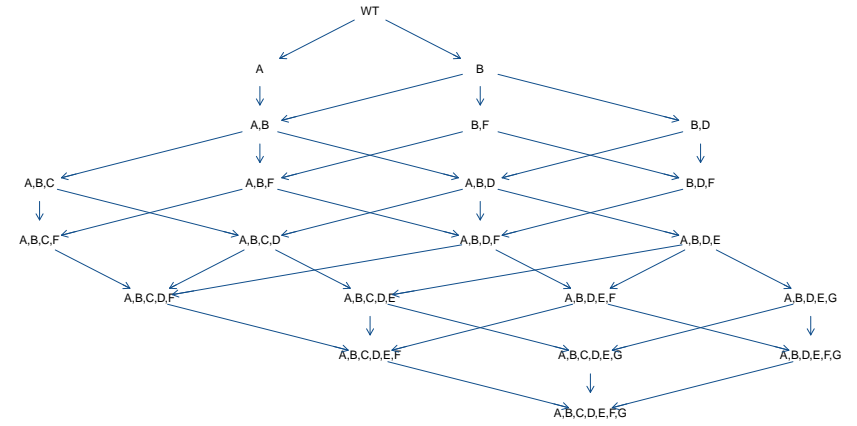 WT
A B
A,B B,F B,D
A,B,C A,B,F A,B,D B,D,F
A,B,C,F A,B,C,D A,B,D,F A,B,D,E
A,B,C,D,F A,B,C,D,E A,B,D,E,F A,B,D,E,G
A,B,C,D,E,F A,B,C,D,E,G A,B,D,E,F,G
A,B,C,D,E,F,G